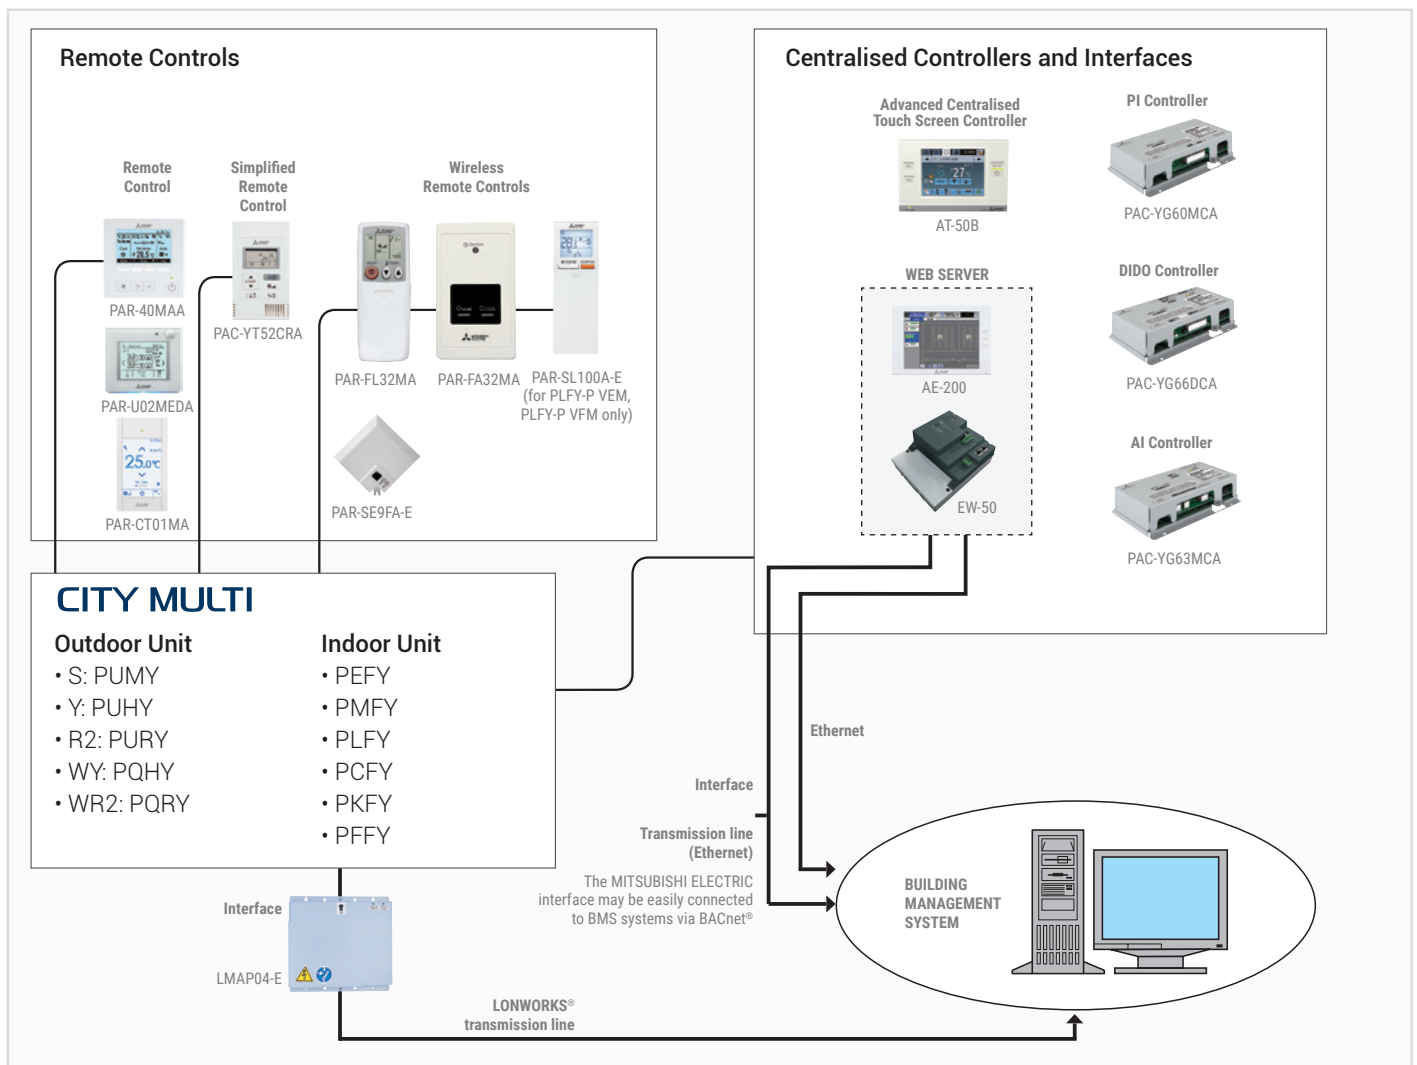 Remote Controls
Remote
Control
PAR-40MAA
PAR-U02MEDA
PAR-CT01MA
Simplified
Remote
Control
PAC-YT52CRA
Wireless
Remote Controls
PAR-FL32MA
PAR-FA32MA
PAR-SL100A-E
(for PLFY-P VEM,
PLFY-P VFM only)
PAR-SE9FA-E
Centralised Controllers and Interfaces
Advanced Centralised
Touch Screen Controller
AT-50B
WEB SERVER
AE-200
EW-50
PI Controller
PAC-YG60MCA
DIDO Controller
PAC-YG66DCA
AI Controller
PAC-YG63MCA
CITY MULTI
Outdoor Unit
• S: PUMY
• Y: PUHY
• R2: PURY
• WY: PQHY
• WR2: PQRY
Indoor Unit
• PEFY
• PMFY
• PLFY
• PCFY
• PKFY
• PFFY
Ethernet
Interface
Transmission line
(Ethernet)
The MITSUBISHI ELECTRIC
interface may be easily connected
to BMS systems via BACnet®
BUILDING
MANAGEMENT
SYSTEM
Interface
LMAP04-E
LONWORKS®
transmission line